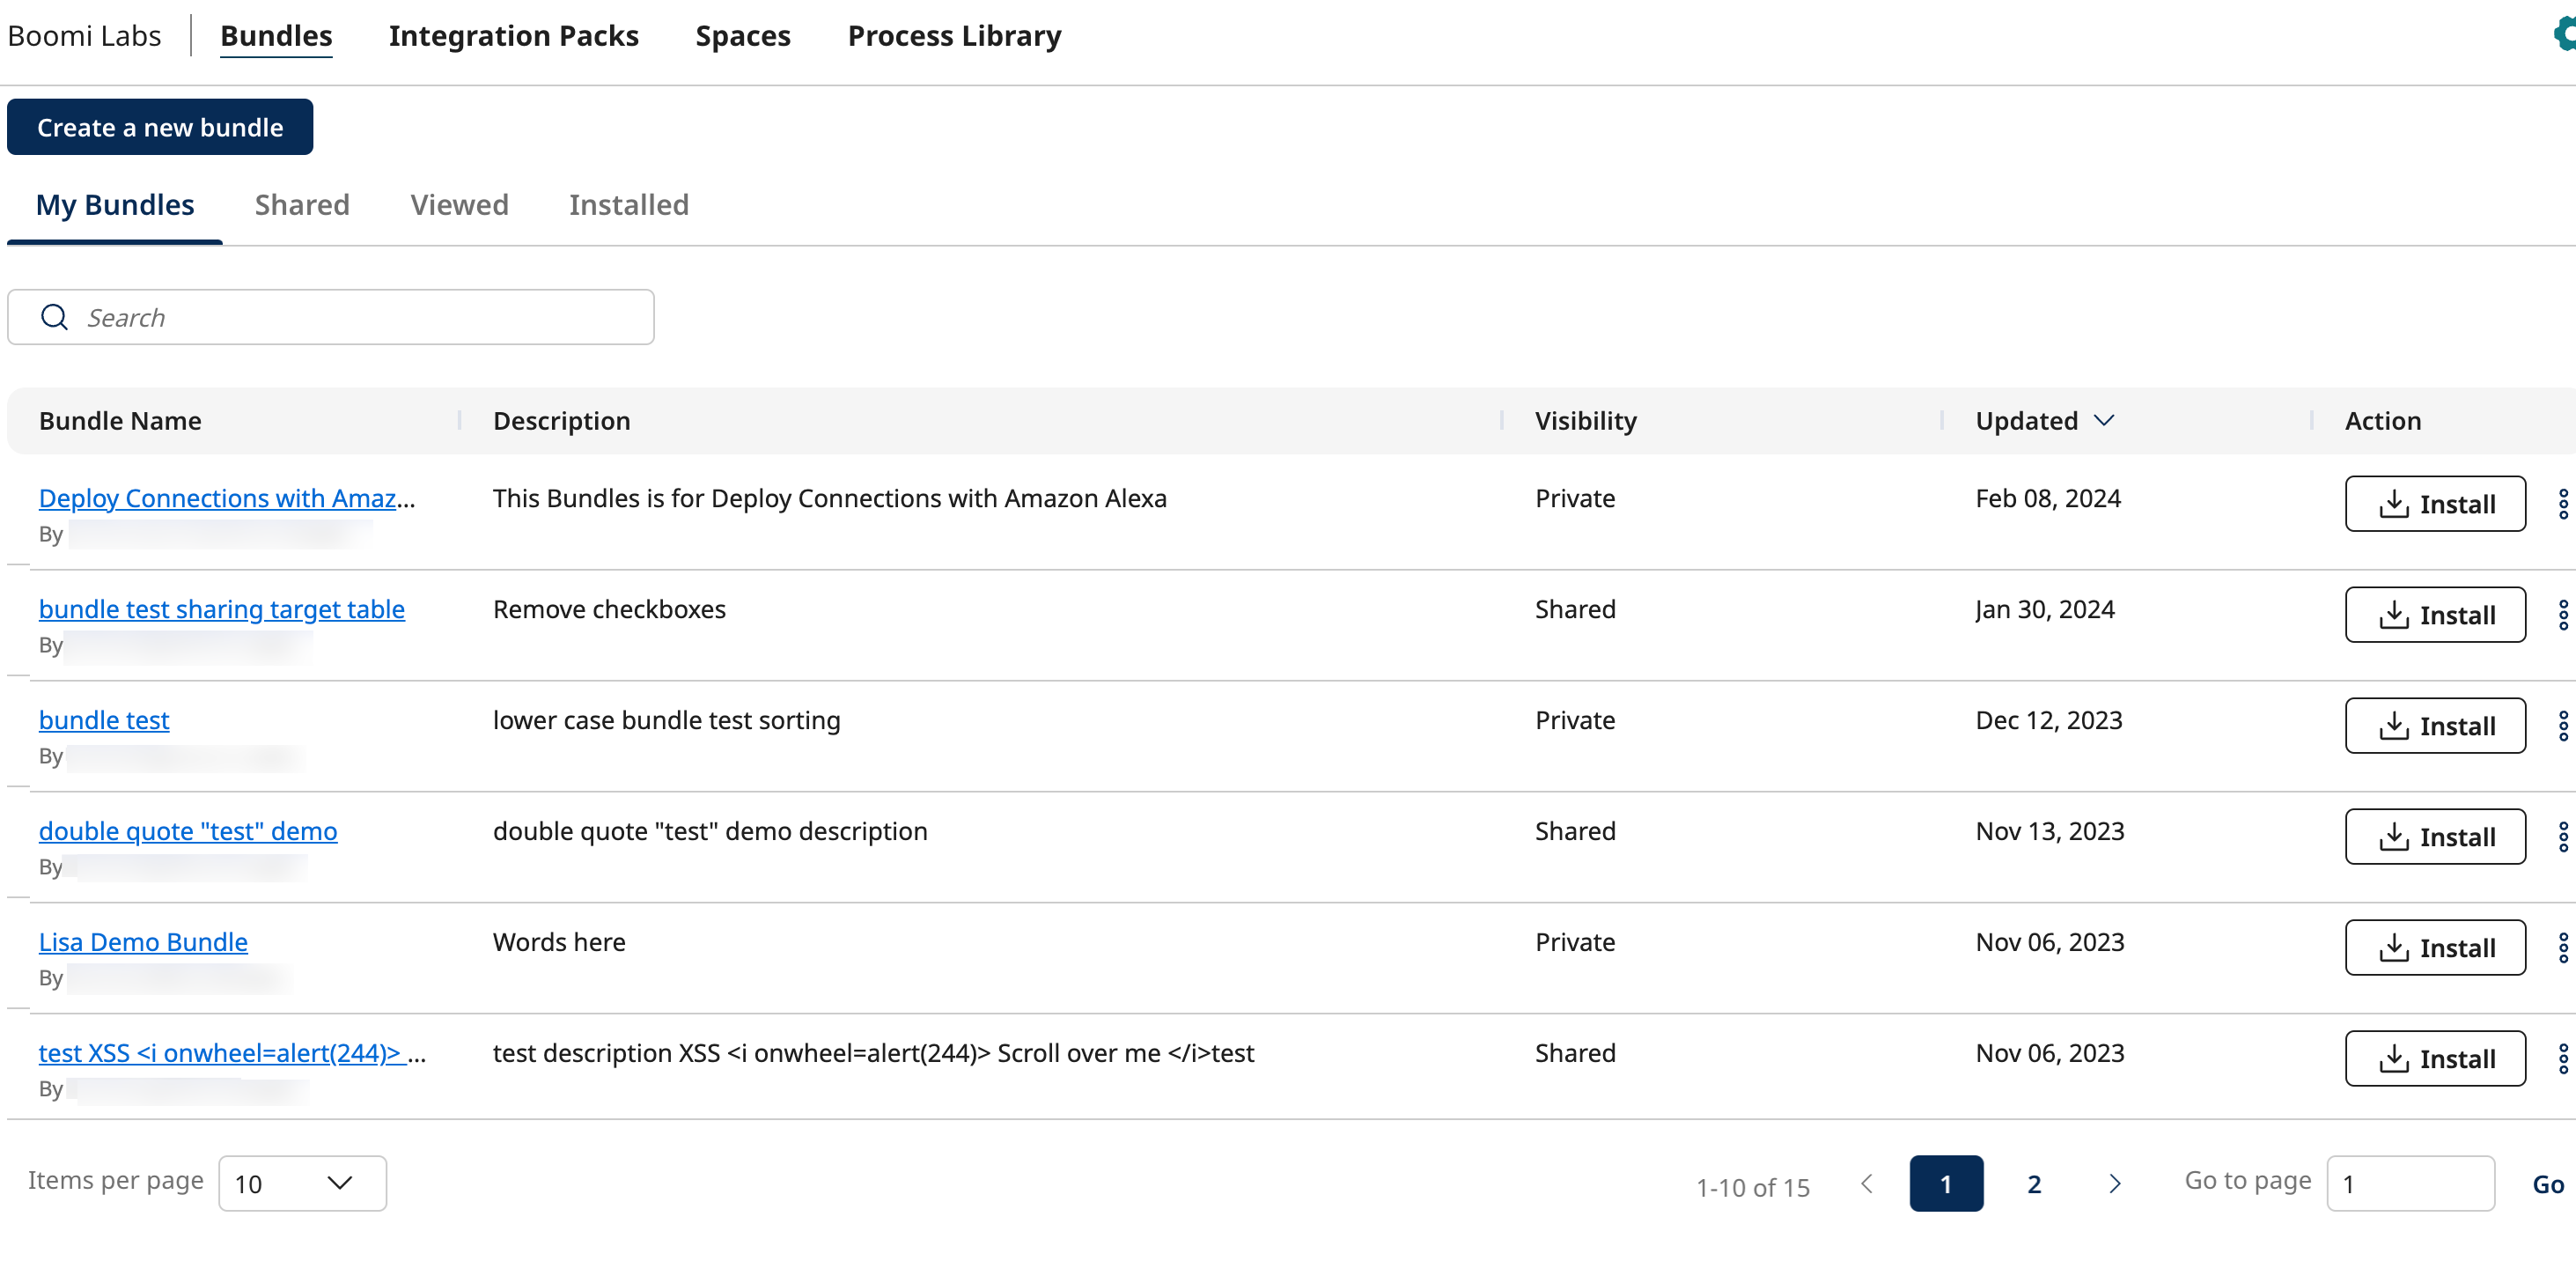 Boomi Labs Bundles Integration Packs Spaces Process Library
Create a new bundle
My Bundles Shared Viewed Installed
Search
Bundle Name Description Visibility Updated Action
Deploy Connections with Amaz... This Bundles is for Deploy Connections with Amazon Alexa Private Feb 08, 2024 Install
By
bundle test sharing target table Remove checkboxes Shared Jan 30, 2024 Install
By
bundle test lower case bundle test sorting Private Dec 12, 2023 Install
By
double quote "test" demo double quote "test" demo description Shared Nov 13, 2023 Install
By
Lisa Demo Bundle Words here Private Nov 06, 2023 Install
By
test XSS <i onwheel=alert(244)> ... test description XSS <i onwheel=alert(244)> Scroll over me </i>test Shared Nov 06, 2023 Install
By
Items per page 10 1-10 of 15 1 2 Go to page 1 Go